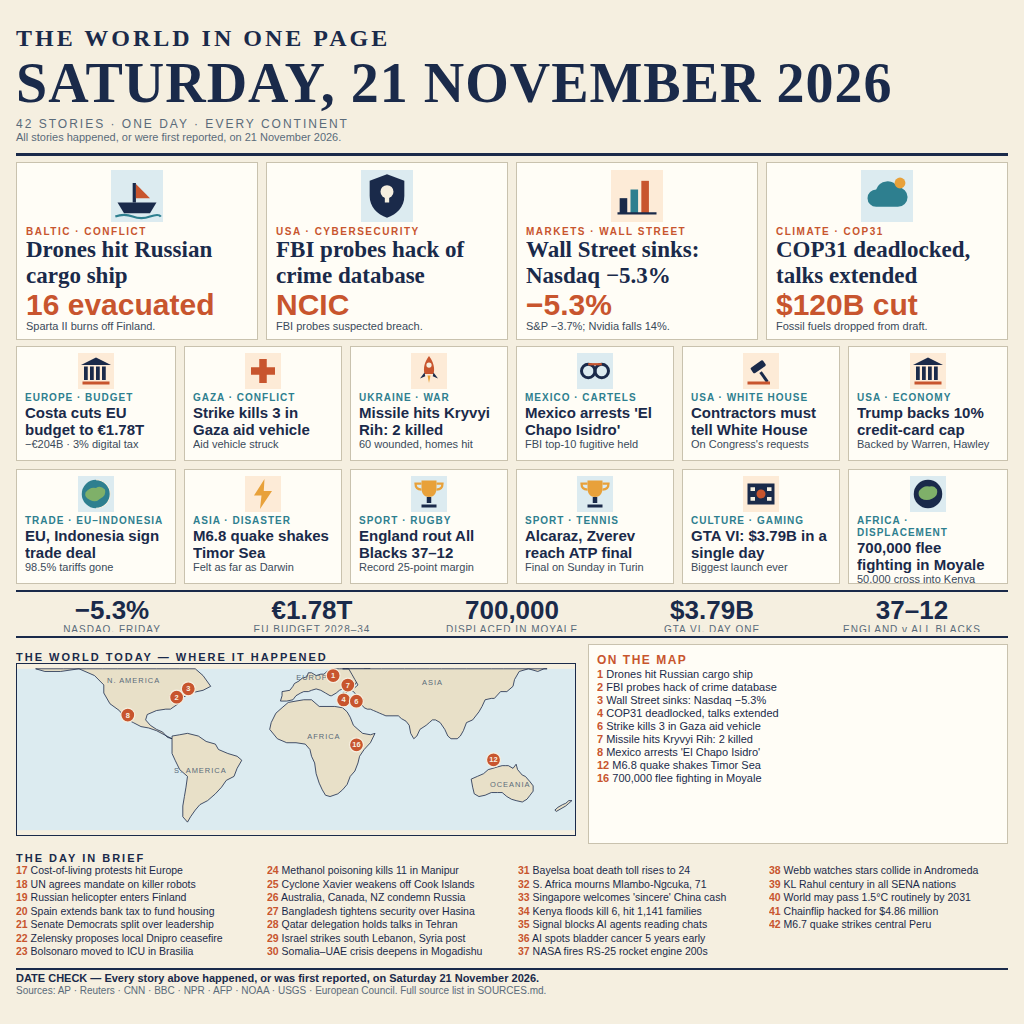 THE WORLD IN ONE PAGE
SATURDAY, 21 NOVEMBER 2026
42 STORIES · ONE DAY · EVERY CONTINENT
All stories happened, or were first reported, on 21 November 2026.
BALTIC · CONFLICT
Drones hit Russian
cargo ship
16 evacuated
Sparta II burns off Finland.
USA · CYBERSECURITY
FBI probes hack of
crime database
NCIC
FBI probes suspected breach.
MARKETS · WALL STREET
Wall Street sinks:
Nasdaq −5.3%
−5.3%
S&P −3.7%; Nvidia falls 14%.
CLIMATE · COP31
COP31 deadlocked,
talks extended
$120B cut
Fossil fuels dropped from draft.
EUROPE · BUDGET
Costa cuts EU
budget to €1.78T
−€204B · 3% digital tax
GAZA · CONFLICT
Strike kills 3 in
Gaza aid vehicle
Aid vehicle struck
UKRAINE · WAR
Missile hits Kryvyi
Rih: 2 killed
60 wounded, homes hit
MEXICO · CARTELS
Mexico arrests 'El
Chapo Isidro'
FBI top-10 fugitive held
USA · WHITE HOUSE
Contractors must
tell White House
On Congress's requests
USA · ECONOMY
Trump backs 10%
credit-card cap
Backed by Warren, Hawley
TRADE · EU–INDONESIA
EU, Indonesia sign
trade deal
98.5% tariffs gone
ASIA · DISASTER
M6.8 quake shakes
Timor Sea
Felt as far as Darwin
SPORT · RUGBY
England rout All
Blacks 37–12
Record 25-point margin
SPORT · TENNIS
Alcaraz, Zverev
reach ATP final
Final on Sunday in Turin
CULTURE · GAMING
GTA VI: $3.79B in a
single day
Biggest launch ever
AFRICA ·
DISPLACEMENT
700,000 flee
fighting in Moyale
50,000 cross into Kenya
−5.3%
NASDAQ, FRIDAY
€1.78T
EU BUDGET 2028–34
700,000
DISPLACED IN MOYALE
$3.79B
GTA VI, DAY ONE
37–12
ENGLAND v ALL BLACKS
THE WORLD TODAY — WHERE IT HAPPENED
N. AMERICA
S. AMERICA
EUROPE
AFRICA
ASIA
OCEANIA
1
2
3
4
6
7
8
12
16
ON THE MAP
1 Drones hit Russian cargo ship
2 FBI probes hack of crime database
3 Wall Street sinks: Nasdaq −5.3%
4 COP31 deadlocked, talks extended
6 Strike kills 3 in Gaza aid vehicle
7 Missile hits Kryvyi Rih: 2 killed
8 Mexico arrests 'El Chapo Isidro'
12 M6.8 quake shakes Timor Sea
16 700,000 flee fighting in Moyale
THE DAY IN BRIEF
17 Cost-of-living protests hit Europe
18 UN agrees mandate on killer robots
19 Russian helicopter enters Finland
20 Spain extends bank tax to fund housing
21 Senate Democrats split over leadership
22 Zelensky proposes local Dnipro ceasefire
23 Bolsonaro moved to ICU in Brasilia
24 Methanol poisoning kills 11 in Manipur
25 Cyclone Xavier weakens off Cook Islands
26 Australia, Canada, NZ condemn Russia
27 Bangladesh tightens security over Hasina
28 Qatar delegation holds talks in Tehran
29 Israel strikes south Lebanon, Syria post
30 Somalia–UAE crisis deepens in Mogadishu
31 Bayelsa boat death toll rises to 24
32 S. Africa mourns Mlambo-Ngcuka, 71
33 Singapore welcomes 'sincere' China cash
34 Kenya floods kill 6, hit 1,141 families
35 Signal blocks AI agents reading chats
36 AI spots bladder cancer 5 years early
37 NASA fires RS-25 rocket engine 200s
38 Webb watches stars collide in Andromeda
39 KL Rahul century in all SENA nations
40 World may pass 1.5°C routinely by 2031
41 Chainflip hacked for $4.86 million
42 M6.7 quake strikes central Peru
DATE CHECK — Every story above happened, or was first reported, on Saturday 21 November 2026.
Sources: AP · Reuters · CNN · BBC · NPR · AFP · NOAA · USGS · European Council. Full source list in SOURCES.md.